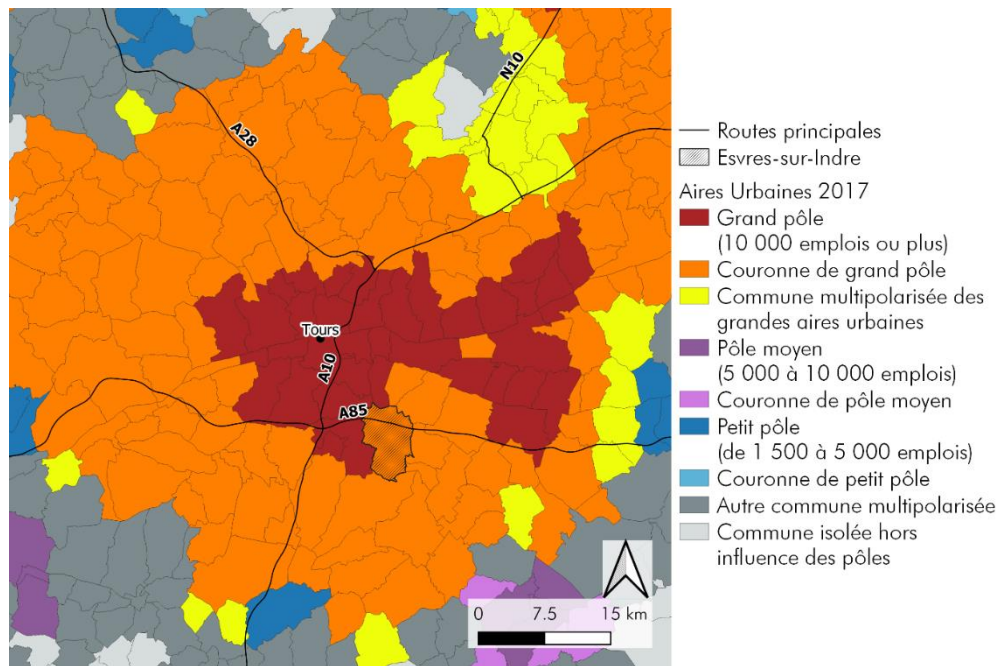 N10
A28
Tours
A10
A85
0 7.5 15 km
Routes principales
Esvres-sur-Indre
Aires Urbaines 2017
Grand pôle
(10 000 emplois ou plus)
Couronne de grand pôle
Commune multipolarisée des
grandes aires urbaines
Pôle moyen
(5 000 à 10 000 emplois)
Couronne de pôle moyen
Petit pôle
(de 1 500 à 5 000 emplois)
Couronne de petit pôle
Autre commune multipolarisée
Commune isolée hors
influence des pôles